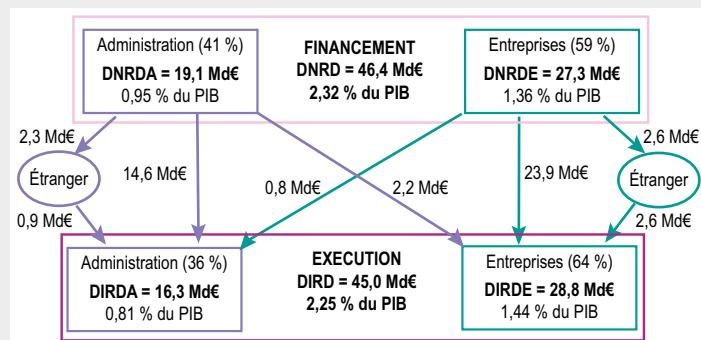 Administration (41 %)
DNRDA = 19,1 Md€
0,95 % du PIB
FINANCEMENT
DNRD = 46,4 Md€
2,32 % du PIB
Entreprises (59 %)
DNRDE = 27,3 Md€
1,36 % du PIB
2,3 Md€
2,6 Md€
Étranger
14,6 Md€
0,8 Md€
2,2 Md€
23,9 Md€
Étranger
0,9 Md€
2,6 Md€
Administration (36 %)
DIRDA = 16,3 Md€
0,81 % du PIB
EXECUTION
DIRD = 45,0 Md€
2,25 % du PIB
Entreprises (64 %)
DIRDE = 28,8 Md€
1,44 % du PIB